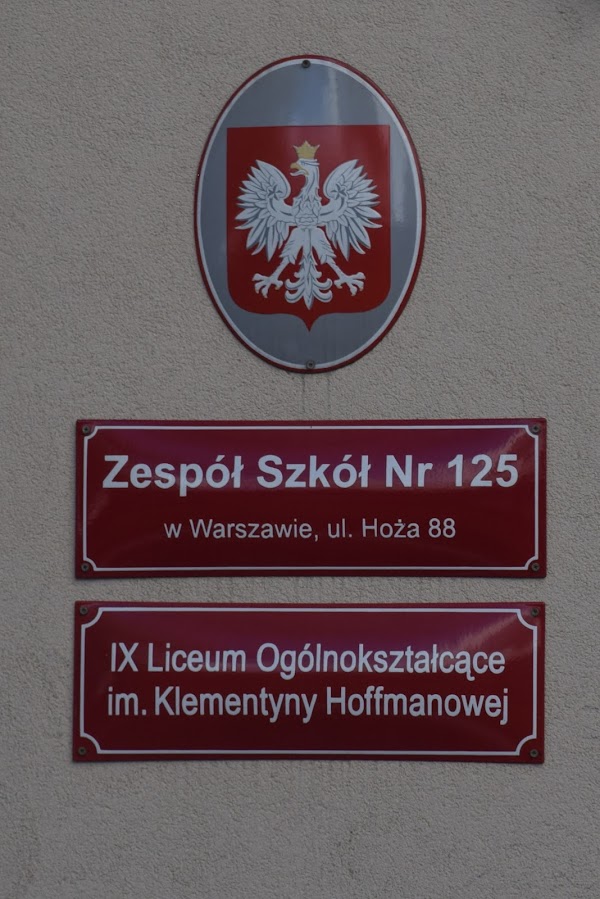 Zespół Szkół Nr 125
w Warszawie, ul. Hoża 88
IX Liceum Ogólnokształcące
im. Klementyny Hoffmanowej